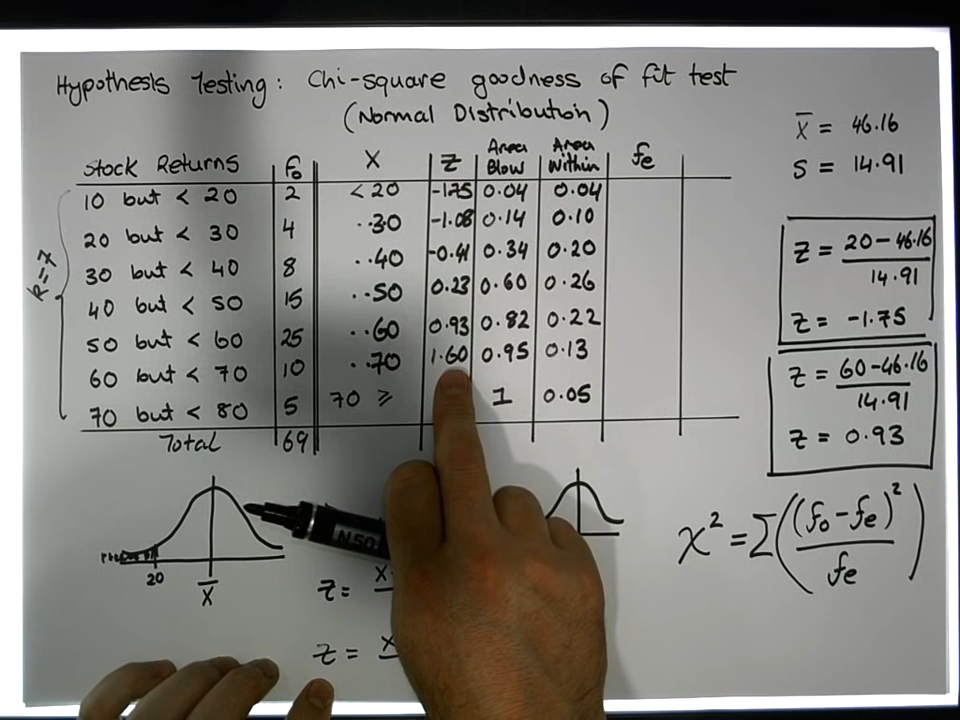 Hypothesis Testing: Chi-square goodness of fit test
(Normal Distribution)
Stock Returns fo X Z Area Blow Area Within fe
10 but < 20 2 < 20 -1.75 0.04 0.04
20 but < 30 4 ..30 -1.08 0.14 0.10
30 but < 40 8 ..40 -0.41 0.34 0.20
40 but < 50 15 ..50 0.23 0.60 0.26
50 but < 60 25 ..60 0.93 0.82 0.22
60 but < 70 10 ..70 1.60 0.95 0.13
70 but < 80 5 70 ≥ 1 0.05
Total 69
k=7
x̄ = 46.16
S = 14.91
Z = 20-46.16
14.91
Z = -1.75
Z = 60-46.16
14.91
Z = 0.93
χ² = Σ((fo-fe)²
fe)
20
x̄
N50
Z = X
Z = X